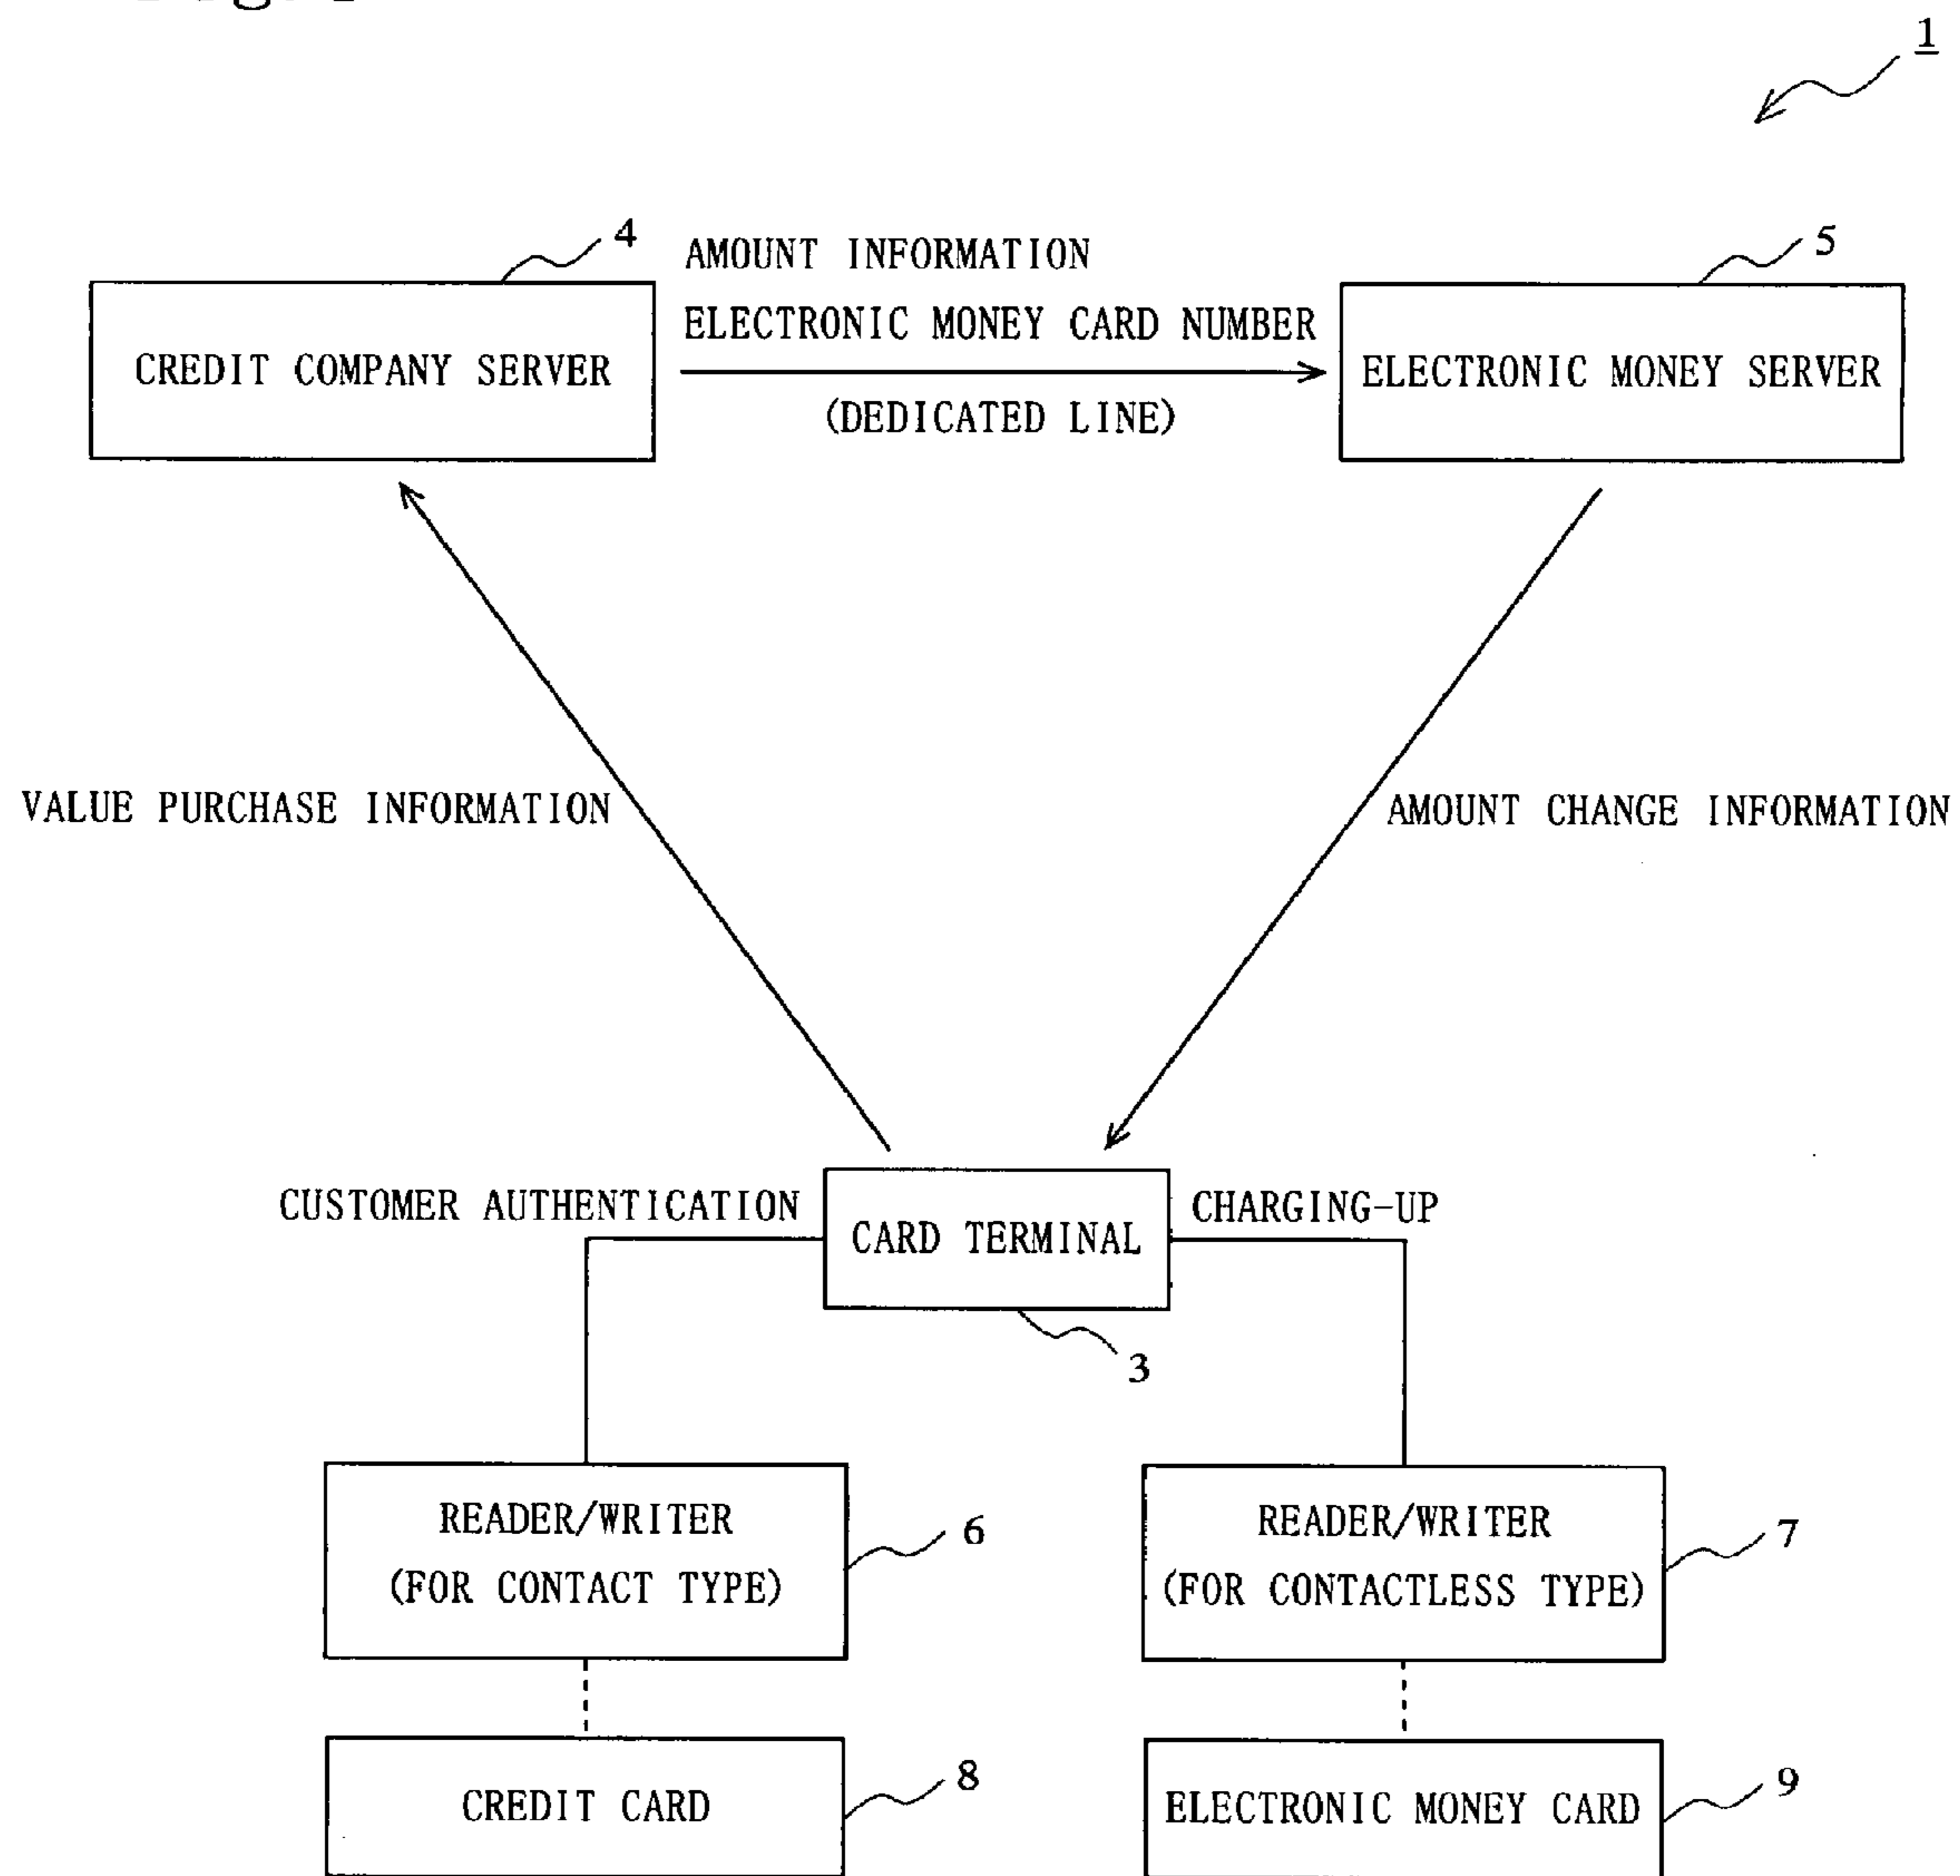 1
4
AMOUNT INFORMATION
5
ELECTRONIC MONEY CARD NUMBER
CREDIT COMPANY SERVER
ELECTRONIC MONEY SERVER
(DEDICATED LINE)
VALUE PURCHASE INFORMATION
AMOUNT CHANGE INFORMATION
CUSTOMER AUTHENTICATION
CHARGING-UP
CARD TERMINAL
3
READER/WRITER
(FOR CONTACT TYPE)
6
READER/WRITER
(FOR CONTACTLESS TYPE)
7
CREDIT CARD
8
ELECTRONIC MONEY CARD
9